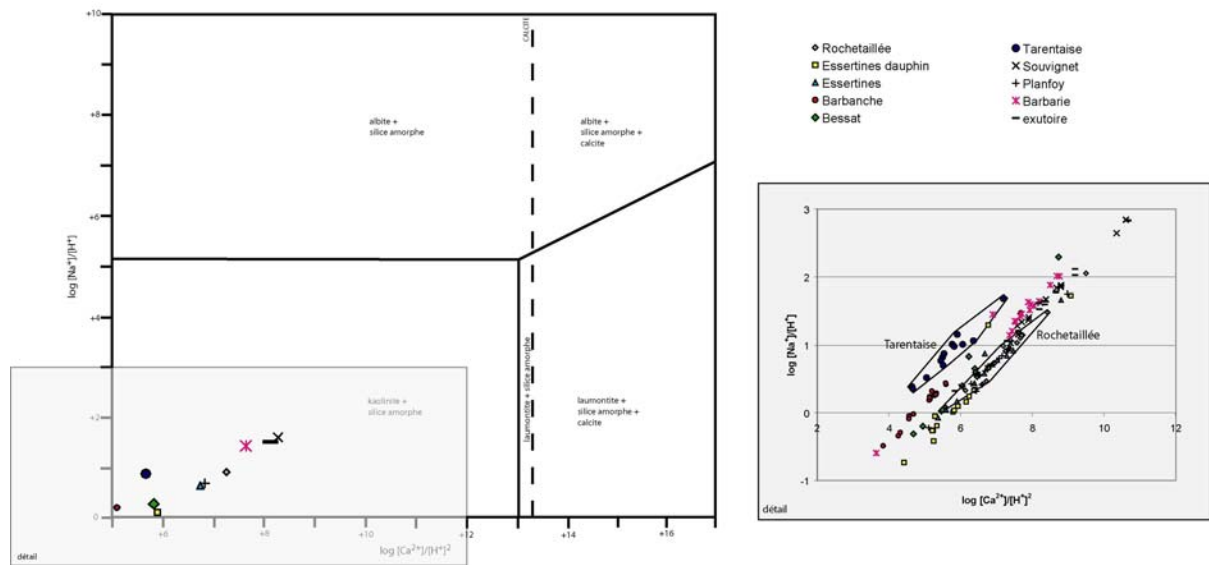 +10
+8
+6
+4
+2
0
log [Na⁺]/[H⁺]
CALCITE
albite +
silice amorphe
albite +
silice amorphe +
calcite
kaolinite +
silice amorphe
laumontite + silice amorphe
laumontite +
silice amorphe +
calcite
+6
+8
+10
+12
+14
+16
log [Ca²⁺]/[H⁺]²
détail
Rochetaillée
Essertines dauphin
Essertines
Barbanche
Bessat
Tarentaise
Souvignet
Planfoy
Barbarie
exutoire
3
2
1
0
-1
log [Na⁺]/[H⁺]
Tarentaise
Rochetaillée
2
4
6
8
10
12
log [Ca²⁺]/[H⁺]²
détail